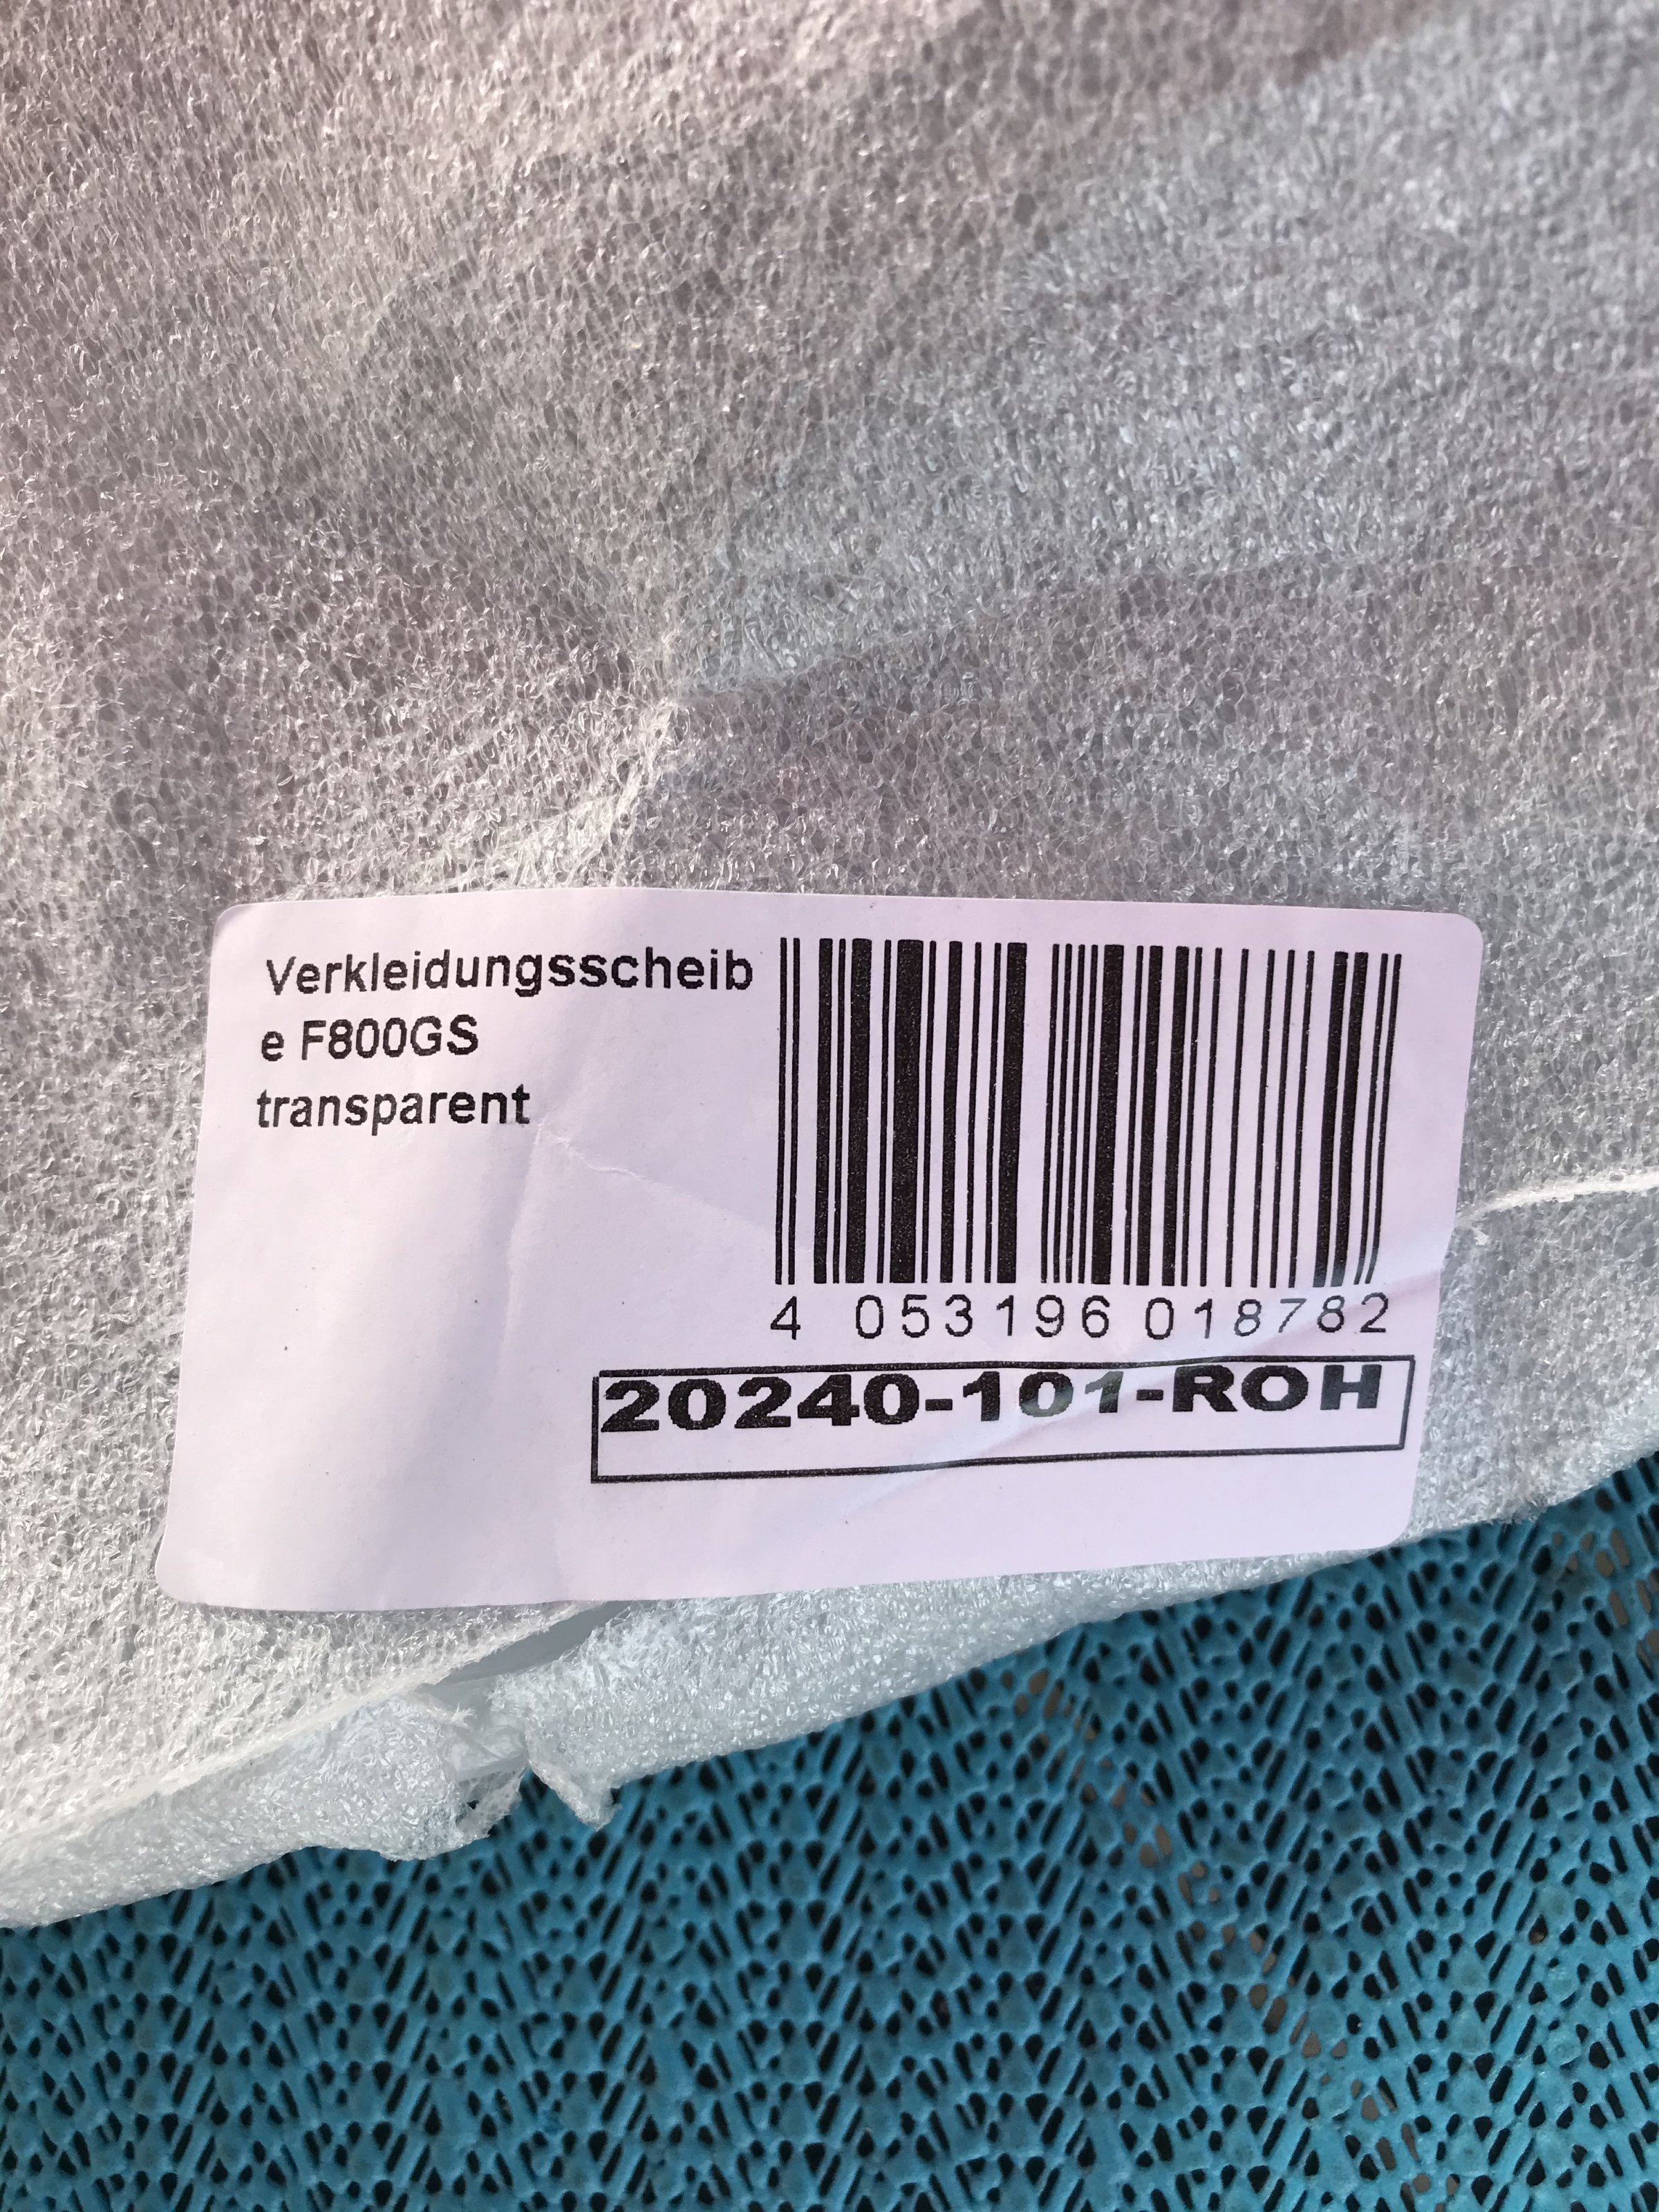 Verkleidungsscheib
e F800GS
transparent
4 053196 018782
20240-101-ROH